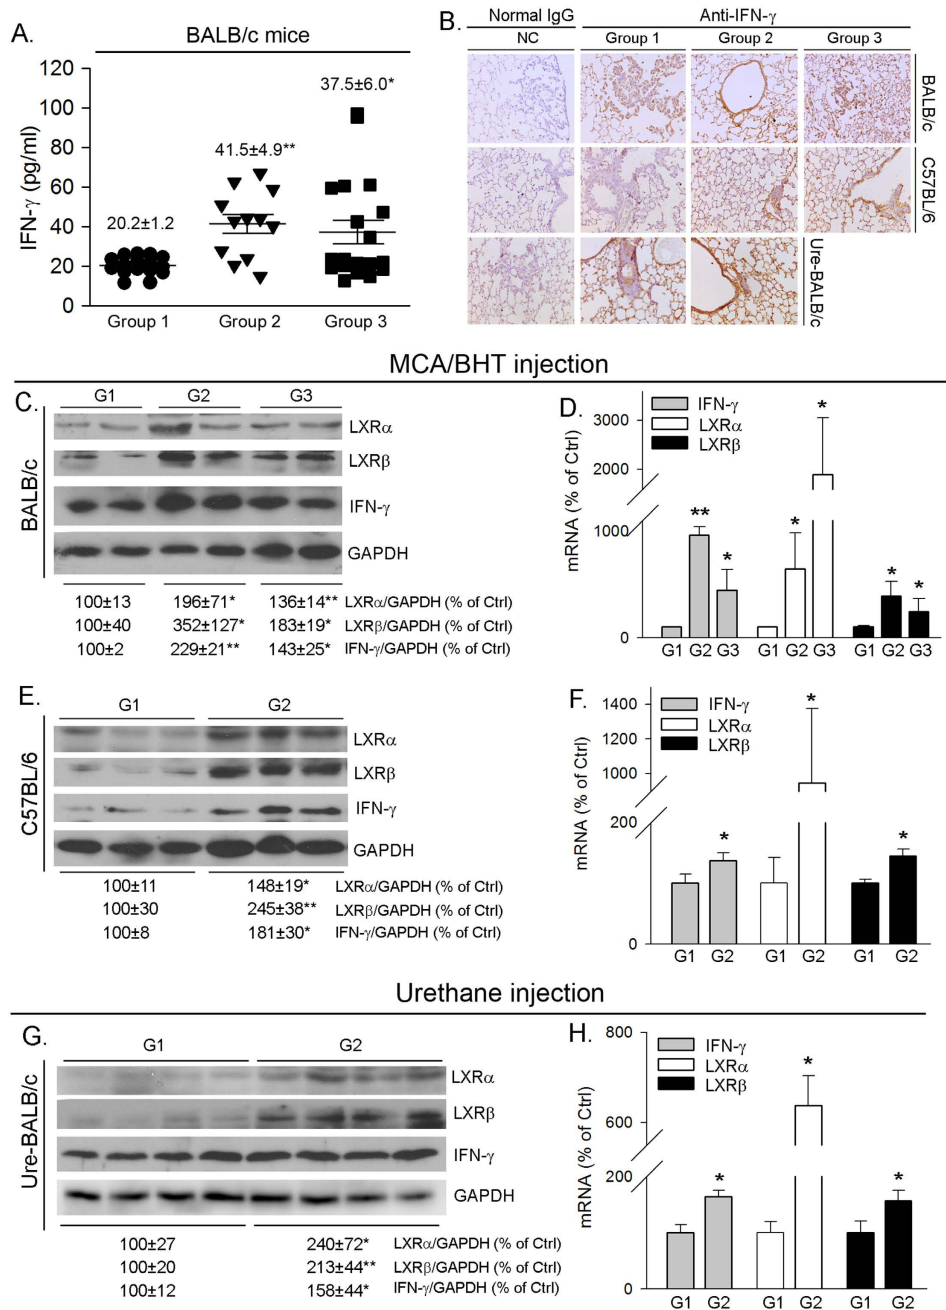 A.
BALB/c mice
IFN-γ (pg/ml)
120
100
80
60
40
20
0
20.2±1.2
41.5±4.9**
37.5±6.0*
Group 1
Group 2
Group 3
B.
Normal IgG
Anti-IFN-γ
NC
Group 1
Group 2
Group 3
BALB/c
C57BL/6
Ure-BALB/c
MCA/BHT injection
C.
G1
G2
G3
BALB/c
LXRα
LXRβ
IFN-γ
GAPDH
100±13 196±71* 136±14** LXRα/GAPDH (% of Ctrl)
100±40 352±127* 183±19* LXRβ/GAPDH (% of Ctrl)
100±2 229±21** 143±25* IFN-γ/GAPDH (% of Ctrl)
D.
mRNA (% of Ctrl)
3000
2000
1000
0
IFN-γ
LXRα
LXRβ
** * * * * *
G1 G2 G3 G1 G2 G3 G1 G2 G3
E.
G1
G2
C57BL/6
LXRα
LXRβ
IFN-γ
GAPDH
100±11 148±19* LXRα/GAPDH (% of Ctrl)
100±30 245±38** LXRβ/GAPDH (% of Ctrl)
100±8 181±30* IFN-γ/GAPDH (% of Ctrl)
F.
mRNA (% of Ctrl)
1400
1200
1000
200
0
IFN-γ
LXRα
LXRβ
* * *
G1 G2 G1 G2 G1 G2
Urethane injection
G.
G1
G2
Ure-BALB/c
LXRα
LXRβ
IFN-γ
GAPDH
100±27 240±72* LXRα/GAPDH (% of Ctrl)
100±20 213±44** LXRβ/GAPDH (% of Ctrl)
100±12 158±44* IFN-γ/GAPDH (% of Ctrl)
H.
mRNA (% of Ctrl)
800
600
200
0
IFN-γ
LXRα
LXRβ
* * *
G1 G2 G1 G2 G1 G2